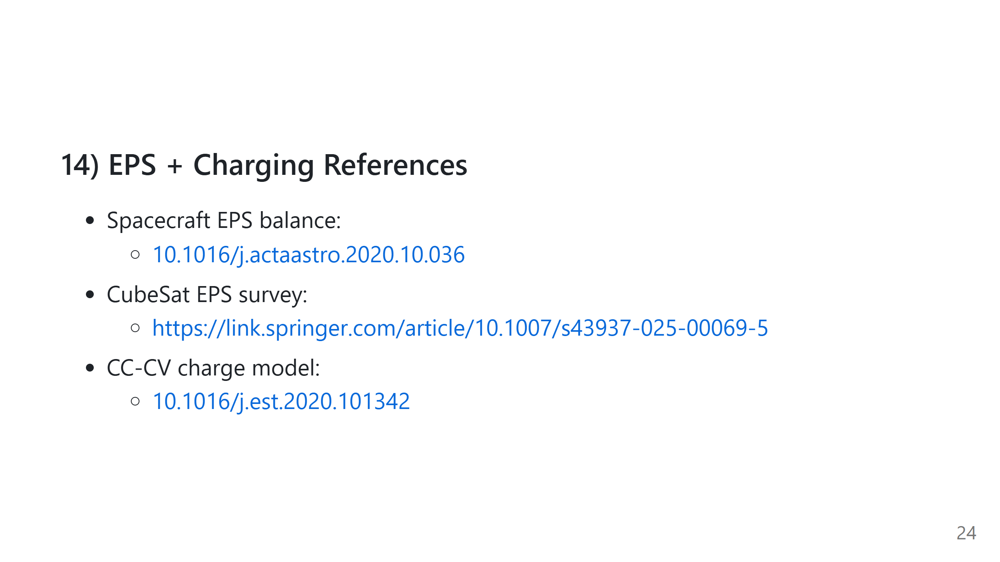 14) EPS + Charging References
Spacecraft EPS balance:
10.1016/j.actaastro.2020.10.036
CubeSat EPS survey:
https://link.springer.com/article/10.1007/s43937-025-00069-5
CC-CV charge model:
10.1016/j.est.2020.101342
24